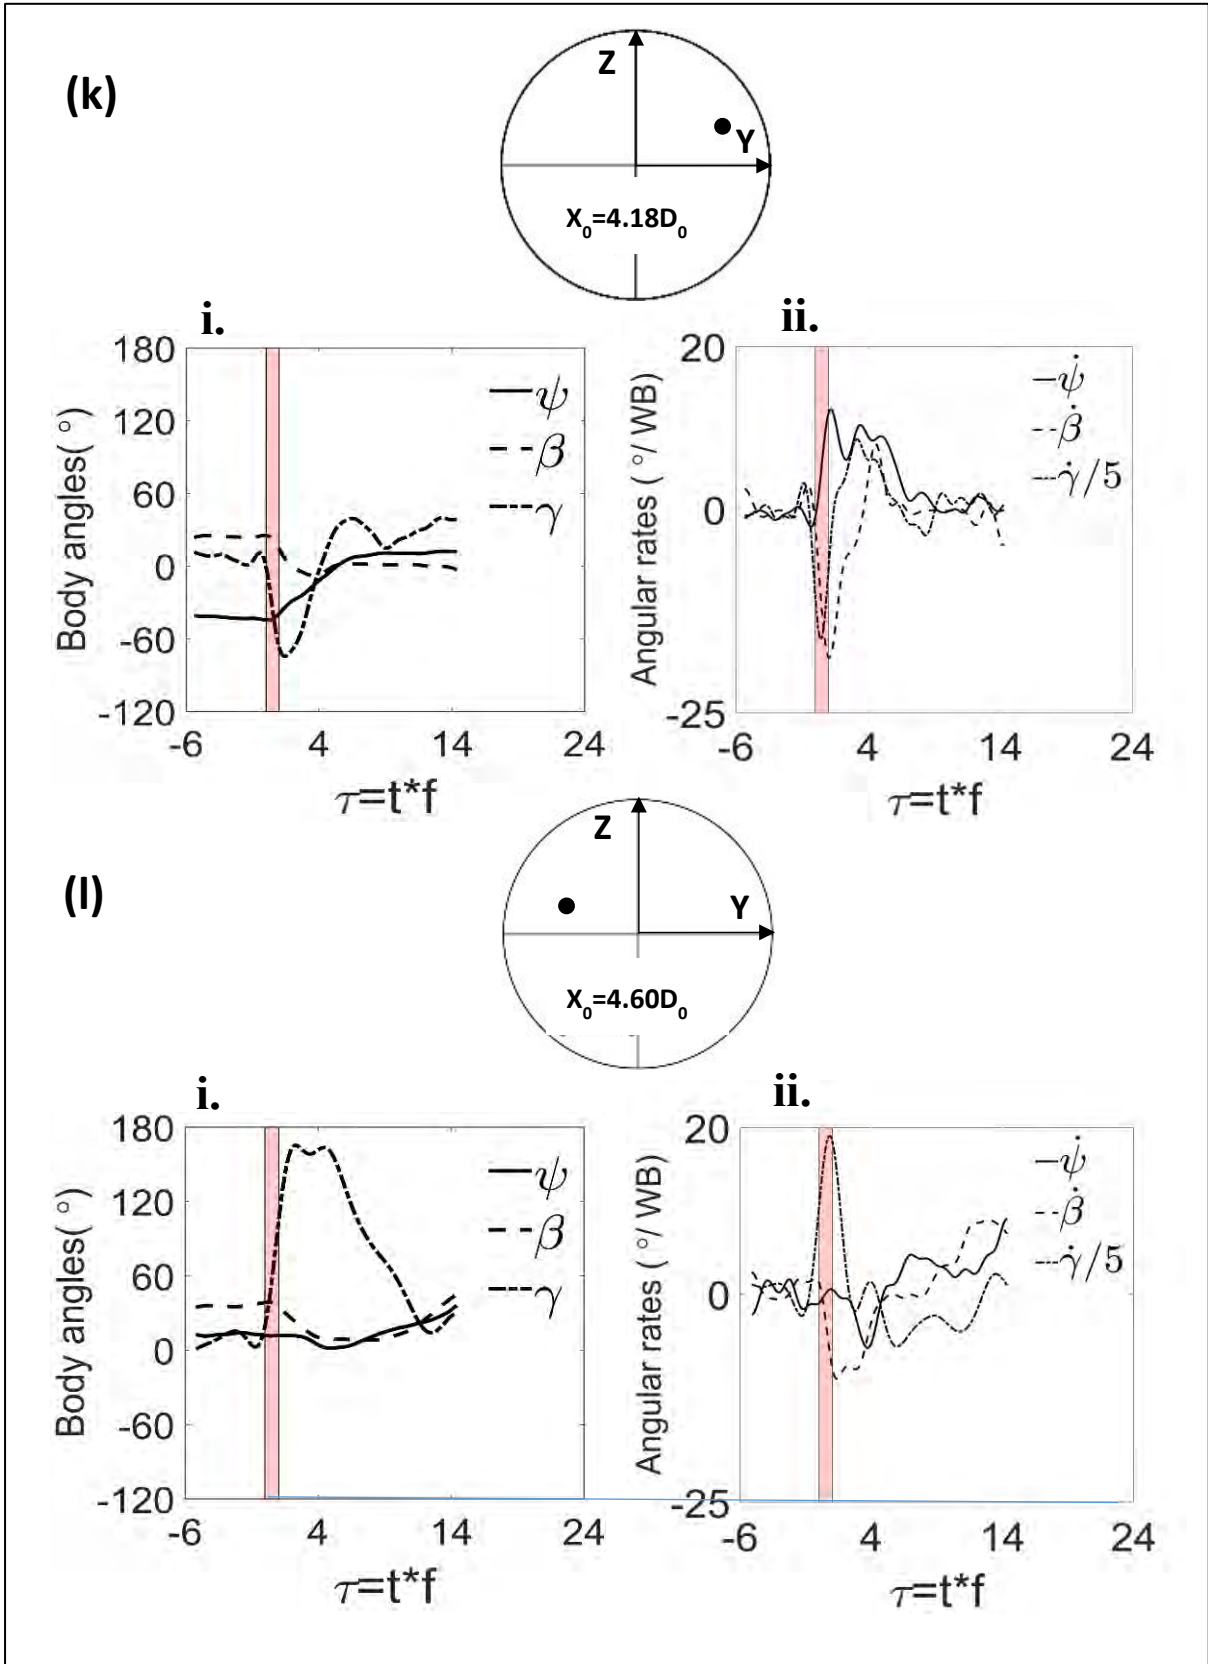 (k)
Z
Y
X₀=4.18D₀
i.
180
120
60
0
-60
-120
Body angles( °)
ψ
β
γ
-6 4 14 24
τ=t*f
ii.
20
0
-25
Angular rates ( °/ WB)
ψ̇
β̇
γ̇/5
-6 4 14 24
τ=t*f
(l)
Z
Y
X₀=4.60D₀
i.
180
120
60
0
-60
-120
Body angles( °)
ψ
β
γ
-6 4 14 24
τ=t*f
ii.
20
0
-25
Angular rates ( °/ WB)
ψ̇
β̇
γ̇/5
-6 4 14 24
τ=t*f